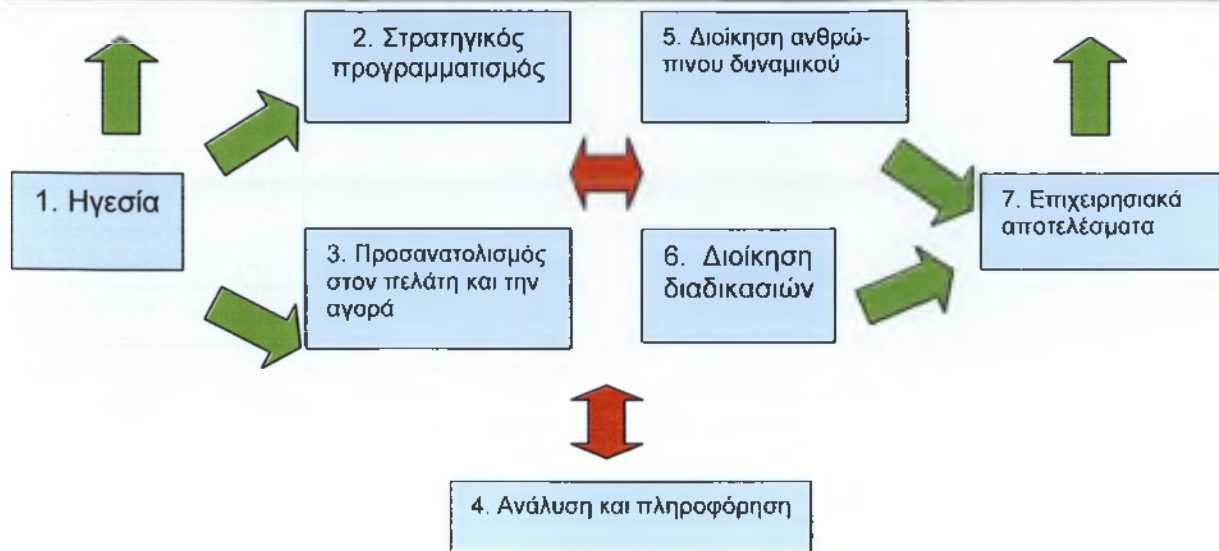 2. Στρατηγικός
προγραμματισμός
5. Διοίκηση ανθρώ-
πινου δυναμικού
1. Ηγεσία
7. Επιχειρησιακά
αποτελέσματα
3. Προσανατολισμός
στον πελάτη και την
αγορά
6. Διοίκηση
διαδικασιών
4. Ανάλυση και πληροφόρηση